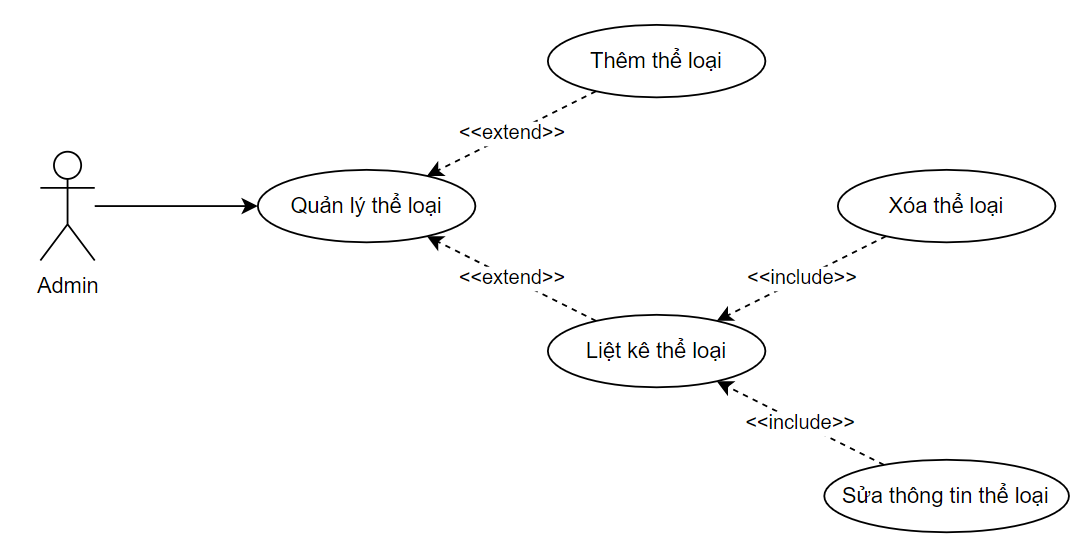 Thêm thể loại
<<extend>>
Quản lý thể loại
Xóa thể loại
Admin
<<extend>>
<<include>>
Liệt kê thể loại
<<include>>
Sửa thông tin thể loại